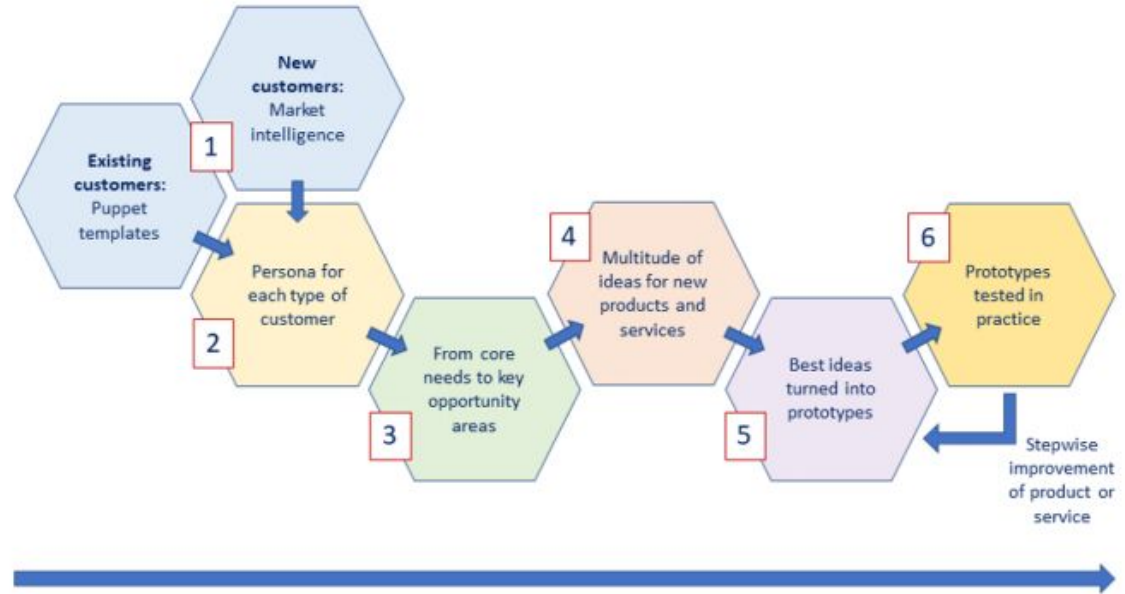 New
customers:
Market
intelligence
1
Existing
customers:
Puppet
templates
Persona for
each type of
customer
2
From core
needs to key
opportunity
areas
3
4
Multitude of
ideas for new
products and
services
Best ideas
turned into
prototypes
5
6
Prototypes
tested in
practice
Stepwise
improvement
of product or
service